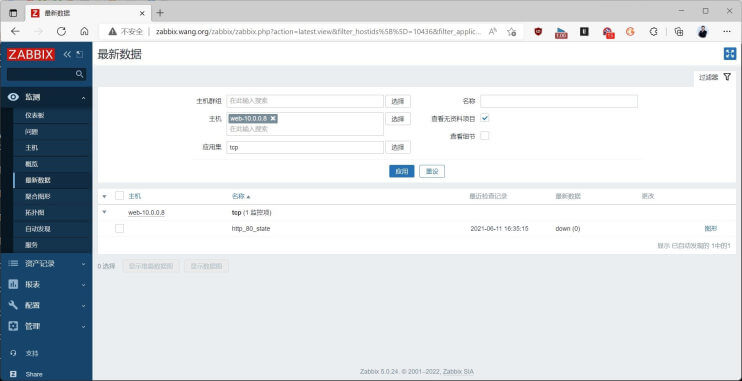 最新数据
不安全 zabbix.wang.org/zabbix/zabbix.php?action=latest.view&filter_hostids%5B%5D=10436&filter_applic...
1.00
ZABBIX
最新数据
过滤器
监测
仪表板
问题
主机
概览
最新数据
聚合图形
拓扑图
自动发现
服务
资产记录
报表
配置
管理
支持
Share
主机群组 在此输入搜索 选择 名称
主机 web-10.0.0.8 选择 查看无资料项目
在此输入搜索 查看细节
应用集 tcp 选择
应用 重设
主机 名称 最近检查记录 最新数据 更改
web-10.0.0.8 tcp (1 监控项)
http_80_state 2021-06-11 16:35:15 down (0) 图形
显示 已自动发现的 1中的1
0 选择 显示堆叠数据图 显示数据图
Zabbix 5.0.24. © 2001–2022, Zabbix SIA